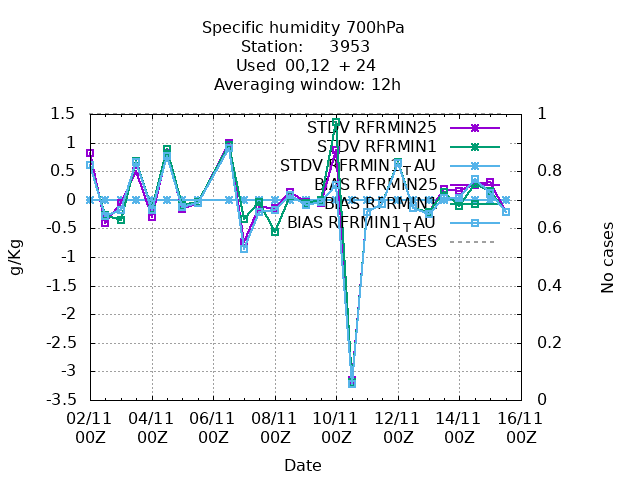 Specific humidity 700hPa
Station: 3953
Used 00,12 + 24
Averaging window: 12h
STDV RFRMIN25
STDV RFRMIN1
STDV RFRMIN1_AU
BIAS RFRMIN25
BIAS RFRMIN1
BIAS RFRMIN1_AU
CASES
1.5
1
0.5
0
-0.5
-1
-1.5
-2
-2.5
-3
-3.5
g/Kg
1
0.8
0.6
0.4
0.2
0
No cases
02/11 04/11 06/11 08/11 10/11 12/11 14/11 16/11
00Z 00Z 00Z 00Z 00Z 00Z 00Z 00Z
Date